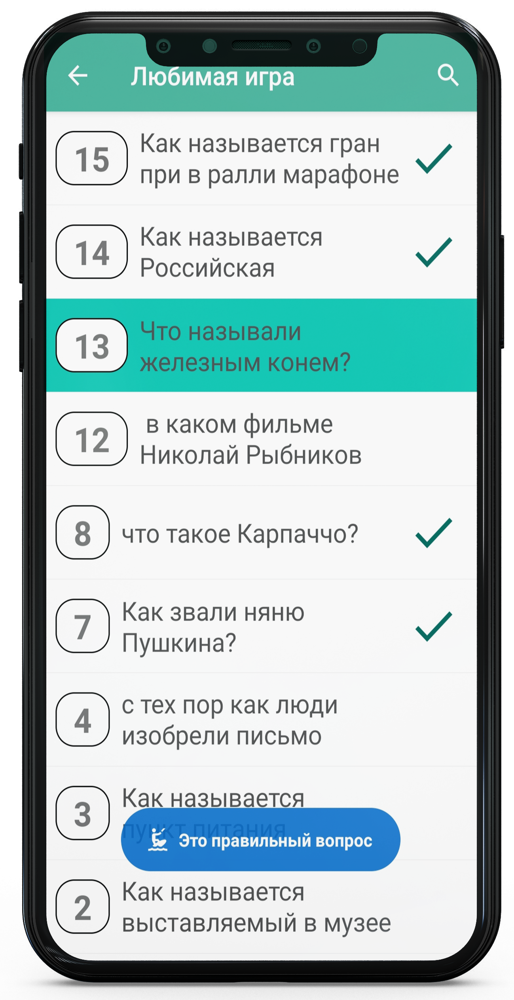 Любимая игра
15
Как называется гран
при в ралли марафоне
14
Как называется
Российская
13
Что называли
железным конем?
12
в каком фильме
Николай Рыбников
8
что такое Карпаччо?
7
Как звали няню
Пушкина?
4
с тех пор как люди
изобрели письмо
3
Как называется
пункт питания
Это правильный вопрос
2
Как называется
выставляемый в музее